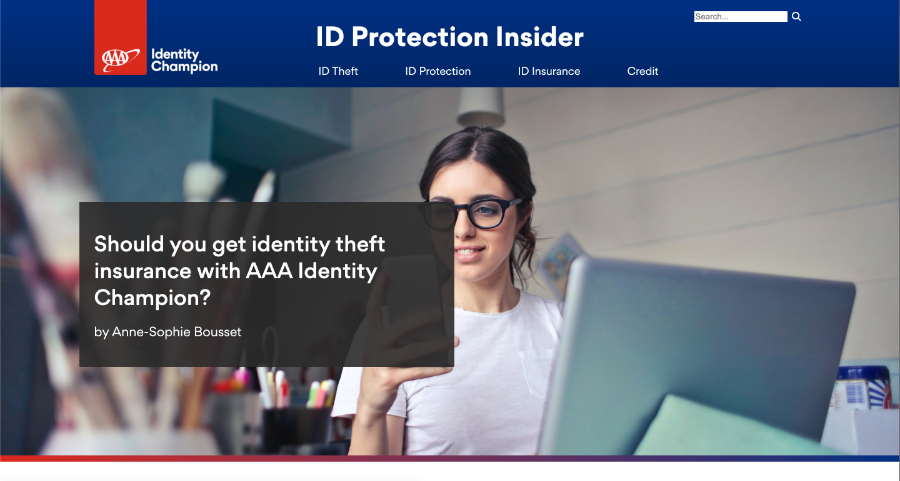 AAA
Identity
Champion
ID Protection Insider
Search...
ID Theft
ID Protection
ID Insurance
Credit
Should you get identity theft
insurance with AAA Identity
Champion?
by Anne-Sophie Bousset